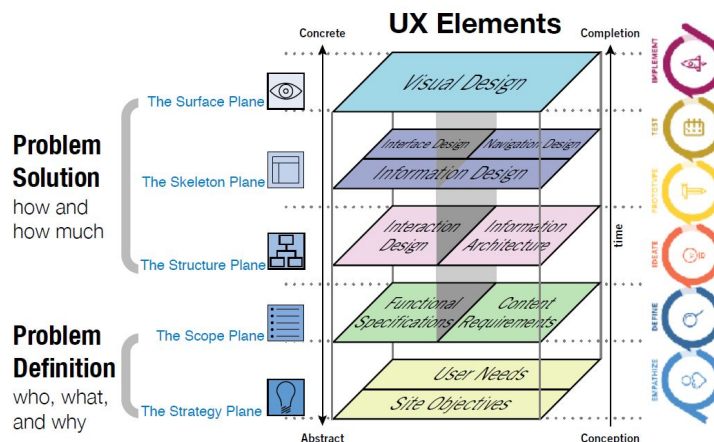 UX Elements
Concrete
Completion
Visual Design
The Surface Plane
Problem
Solution
how and
how much
Interface Design
Navigation Design
Information Design
The Skeleton Plane
Interaction
Design
Information
Architecture
The Structure Plane
time
Functional
Specifications
Content
Requirements
The Scope Plane
Problem
Definition
who, what,
and why
User Needs
Site Objectives
The Strategy Plane
Abstract
Conception
IMPLEMENT
TEST
PROTOTYPE
IDEATE
DEFINE
EMPATHIZE